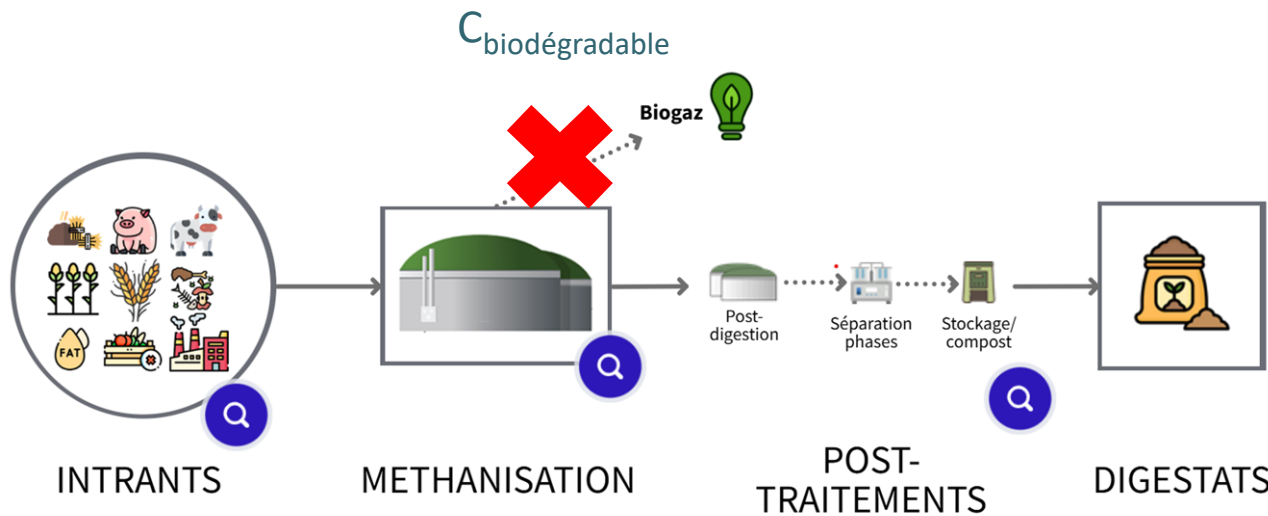 Cbiodégradable
Biogaz
FAT
Post-
digestion
Séparation
phases
Stockage/
compost
INTRANTS
METHANISATION
POST-
TRAITEMENTS
DIGESTATS